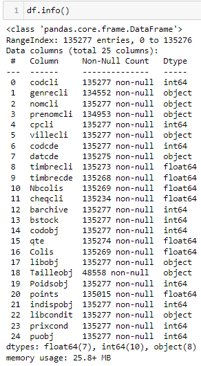 df.info()
<class 'pandas.core.frame.DataFrame'>
RangeIndex: 135277 entries, 0 to 135276
Data columns (total 25 columns):
# Column Non-Null Count Dtype
--- ------ -------------- -----
0 codcli 135277 non-null int64
1 genrecli 134552 non-null object
2 nomcli 135277 non-null object
3 prenomcli 134953 non-null object
4 cpcli 135277 non-null int64
5 villecli 135277 non-null object
6 codcde 135277 non-null int64
7 datcde 135275 non-null object
8 timbrecli 135273 non-null float64
9 timbrecde 135268 non-null float64
10 Nbcolis 135269 non-null float64
11 cheqcli 135234 non-null float64
12 barchive 135277 non-null int64
13 bstock 135277 non-null int64
14 codobj 135277 non-null int64
15 qte 135274 non-null float64
16 Colis 135269 non-null float64
17 libobj 135277 non-null object
18 Tailleobj 48558 non-null object
19 Poidsobj 135277 non-null int64
20 points 135015 non-null float64
21 indispobj 135277 non-null int64
22 libcondit 135277 non-null object
23 prixcond 135277 non-null int64
24 puobj 135277 non-null int64
dtypes: float64(7), int64(10), object(8)
memory usage: 25.8+ MB